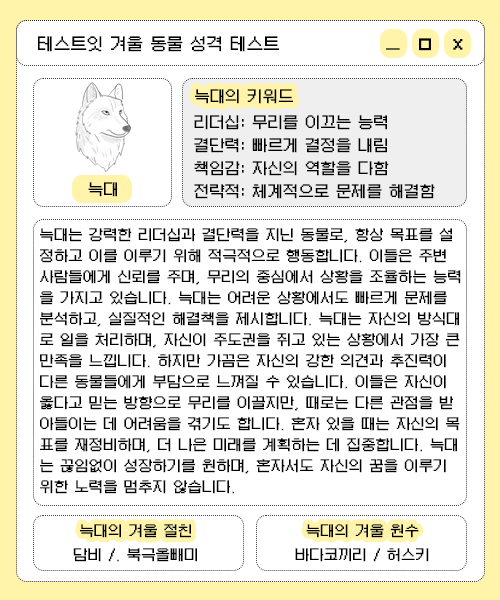 테스트잇 겨울 동물 성격 테스트
늑대의 키워드
리더십: 무리를 이끄는 능력
결단력: 빠르게 결정을 내림
책임감: 자신의 역할을 다함
전략적: 체계적으로 문제를 해결함
늑대
늑대는 강력한 리더십과 결단력을 지닌 동물로, 항상 목표를 설
정하고 이를 이루기 위해 적극적으로 행동합니다. 이들은 주변
사람들에게 신뢰를 주며, 무리의 중심에서 상황을 조율하는 능력
을 가지고 있습니다. 늑대는 어려운 상황에서도 빠르게 문제를
분석하고, 실질적인 해결책을 제시합니다. 늑대는 자신의 방식대
로 일을 처리하며, 자신이 주도권을 쥐고 있는 상황에서 가장 큰
만족을 느낍니다. 하지만 가끔은 자신의 강한 의견과 추진력이
다른 동물들에게 부담으로 느껴질 수 있습니다. 이들은 자신이
옳다고 믿는 방향으로 무리를 이끌지만, 때로는 다른 관점을 받
아들이는 데 어려움을 겪기도 합니다. 혼자 있을 때는 자신의 목
표를 재정비하며, 더 나은 미래를 계획하는 데 집중합니다. 늑대
는 끊임없이 성장하기를 원하며, 혼자서도 자신의 꿈을 이루기
위한 노력을 멈추지 않습니다.
늑대의 겨울 절친
담비 /. 북극올빼미
늑대의 겨울 원수
바다코끼리 / 허스키